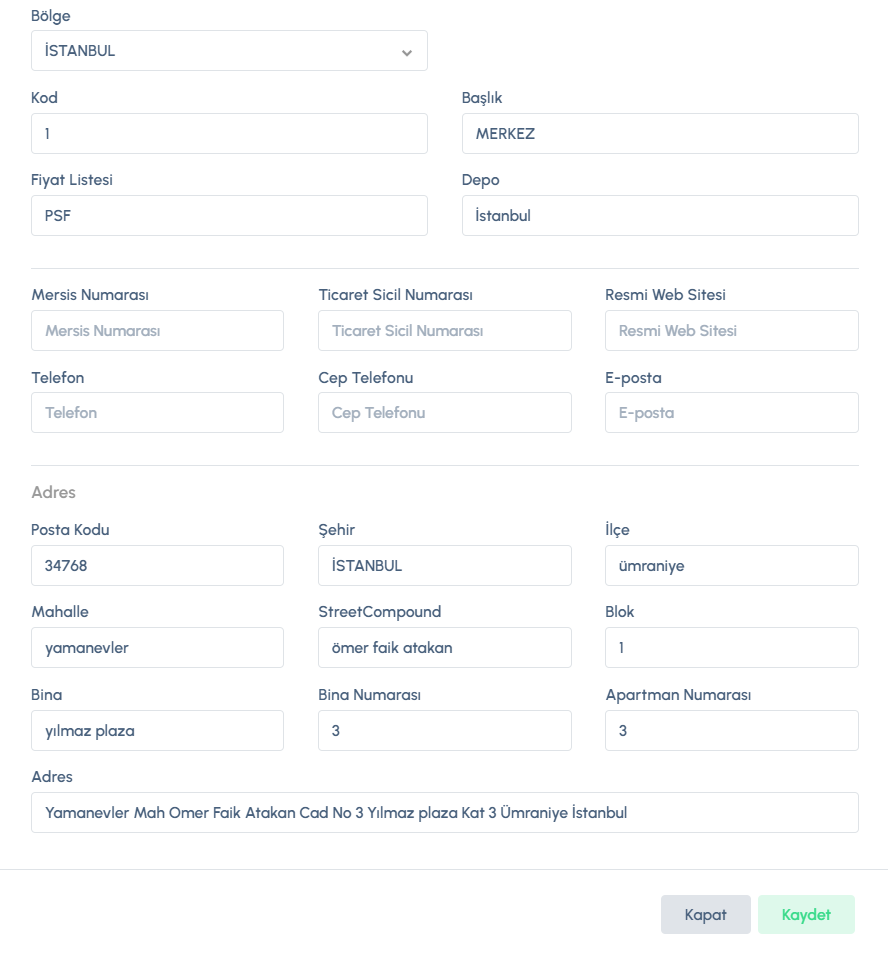 Bölge
İSTANBUL
Kod
Başlık
1
MERKEZ
Fiyat Listesi
Depo
PSF
İstanbul
Mersis Numarası
Ticaret Sicil Numarası
Resmi Web Sitesi
Mersis Numarası
Ticaret Sicil Numarası
Resmi Web Sitesi
Telefon
Cep Telefonu
E-posta
Telefon
Cep Telefonu
E-posta
Adres
Posta Kodu
Şehir
İlçe
34768
İSTANBUL
ümraniye
Mahalle
StreetCompound
Blok
yamanevler
ömer faik atakan
1
Bina
Bina Numarası
Apartman Numarası
yılmaz plaza
3
3
Adres
Yamanevler Mah Omer Faik Atakan Cad No 3 Yılmaz plaza Kat 3 Ümraniye İstanbul
Kapat
Kaydet